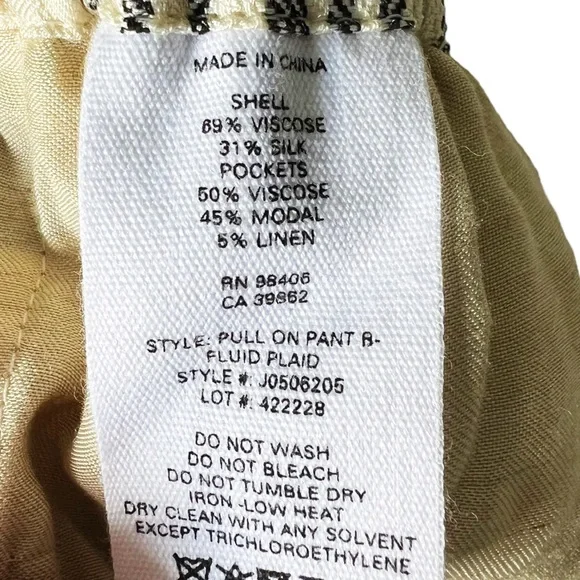 MADE IN CHINA
SHELL
69% VISCOSE
31% SILK
POCKETS
50% VISCOSE
45% MODAL
5% LINEN
RN 98406
CA 39862
STYLE: PULL ON PANT B-
FLUID PLAID
STYLE #: J0506205
LOT #: 422228
DO NOT WASH
DO NOT BLEACH
DO NOT TUMBLE DRY
IRON -LOW HEAT
DRY CLEAN WITH ANY SOLVENT
EXCEPT TRICHLOROETHYLENE